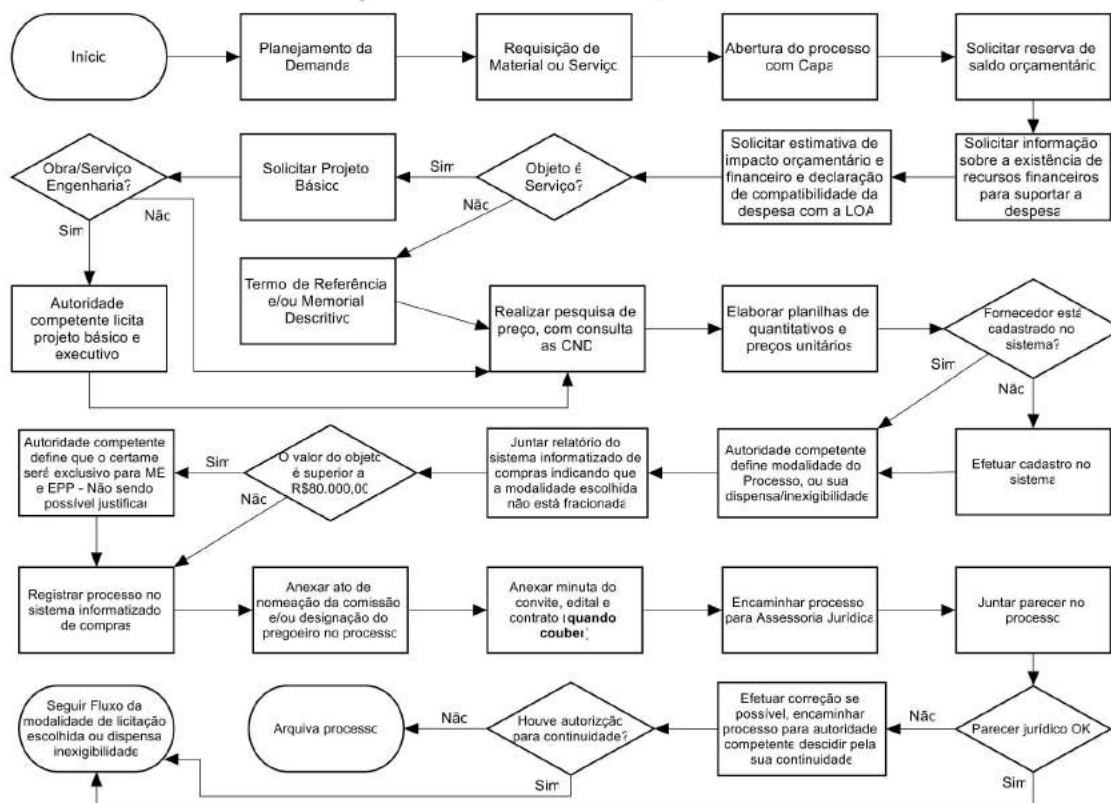 Início
Planejamento da
Demanda
Requisição de
Material ou Serviço
Abertura do processo
com Capa
Solicitar reserva de
saldo orçamentário
Obra/Serviço
Engenharia?
Solicitar Projeto
Básico
Sim
Objeto é
Serviço?
Solicitar estimativa de
impacto orçamentário e
financeiro e declaração
de compatibilidade da
despesa com a LOA
Solicitar informação
sobre a existência de
recursos financeiros
para suportar a
despesa
Não
Sim
Não
Autoridade
competente licita
projeto básico e
executivo
Termo de Referência
e/ou Memorial
Descritivo
Realizar pesquisa de
preço, com consulta
as CND
Elaborar planilhas de
quantitativos e
preços unitários
Fornecedor está
cadastrado no
sistema?
Sim
Não
Autoridade competente
define que o certame
será exclusivo para ME
e EPP - Não sendo
possível justificar
Sim
Não
O valor do objeto
é superior a
R$80.000,00
Juntar relatório do
sistema informatizado de
compras indicando que
a modalidade escolhida
não está fracionada
Autoridade competente
define modalidade do
Processo, ou sua
dispensa/inexigibilidade
Efetuar cadastro no
sistema
Registrar processo no
sistema informatizado
de compras
Anexar ato de
nomeação da comissão
e/ou designação do
pregoeiro no processo
Anexar minuta do
convite, edital e
contrato (quando
couber)
Encaminhar processo
para Assessoria Jurídica
Juntar parecer no
processo
Seguir Fluxo da
modalidade de licitação
escolhida ou dispensa
inexigibilidade
Arquiva processo
Não
Houve autorizção
para continuidade?
Sim
Efetuar correção se
possível, encaminhar
processo para autoridade
competente descidir pela
sua continuidade
Não
Parecer jurídico OK
Sim